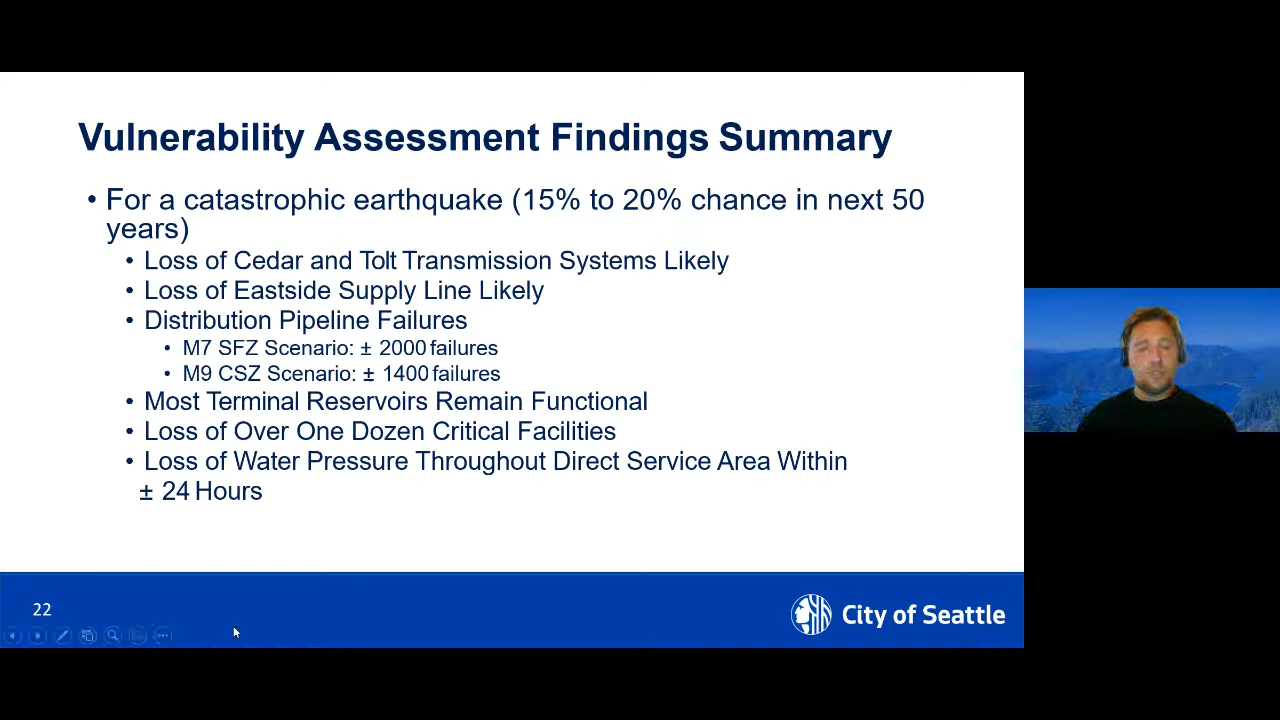 Vulnerability Assessment Findings Summary
• For a catastrophic earthquake (15% to 20% chance in next 50
years)
• Loss of Cedar and Tolt Transmission Systems Likely
• Loss of Eastside Supply Line Likely
• Distribution Pipeline Failures
• M7 SFZ Scenario: ± 2000 failures
• M9 CSZ Scenario: ± 1400 failures
• Most Terminal Reservoirs Remain Functional
• Loss of Over One Dozen Critical Facilities
• Loss of Water Pressure Throughout Direct Service Area Within
± 24 Hours
22
City of Seattle